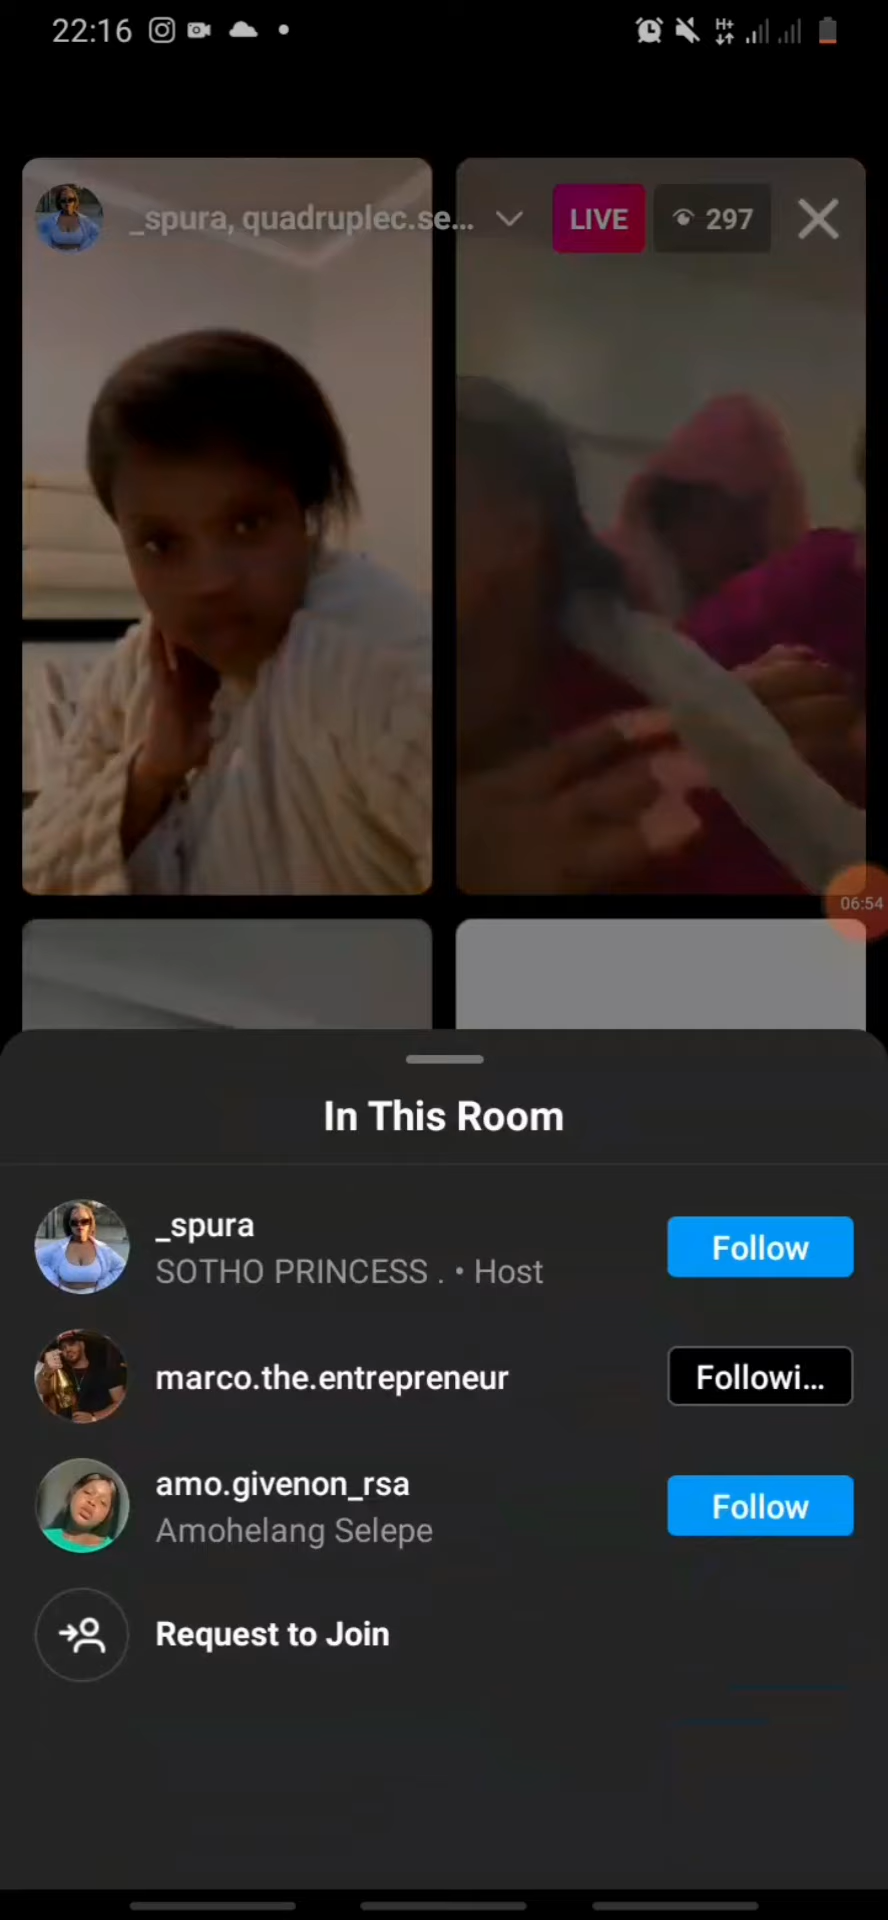 22:16
H+
_spura, quadruplec.se...
LIVE
297
06:54
In This Room
_spura
SOTHO PRINCESS . • Host
Follow
marco.the.entrepreneur
Followi...
amo.givenon_rsa
Amohelang Selepe
Follow
Request to Join